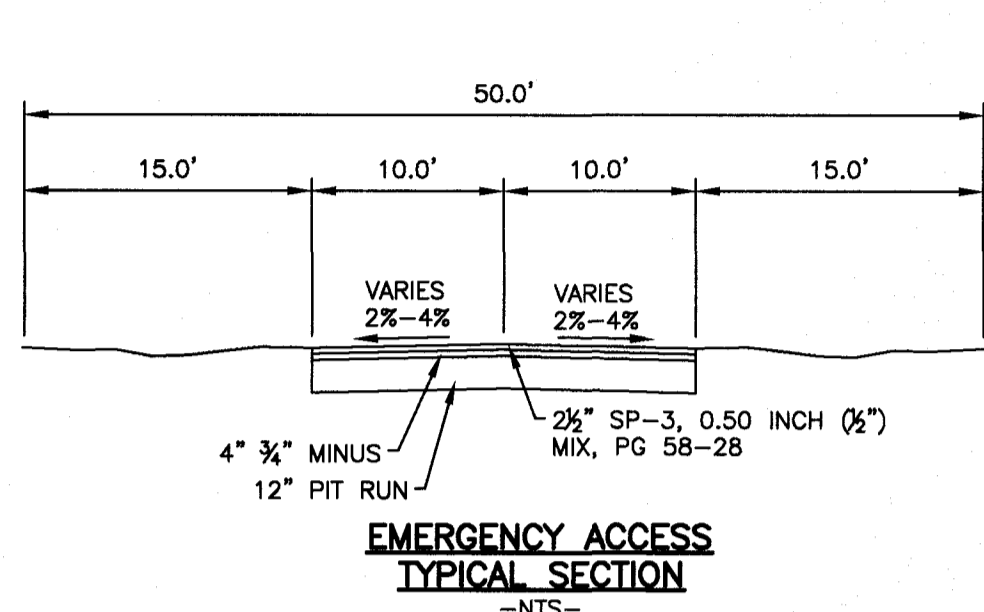 50.0'
15.0' 10.0' 10.0' 15.0'
VARIES
2%-4%
VARIES
2%-4%
2½" SP-3, 0.50 INCH (½")
MIX, PG 58-28
4" ¾" MINUS
12" PIT RUN
EMERGENCY ACCESS
TYPICAL SECTION
-NTS-